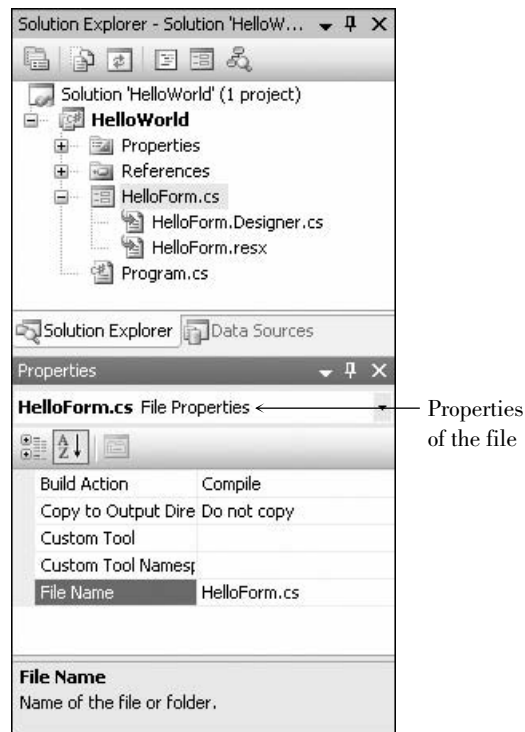 Solution Explorer - Solution 'HelloW...
Solution 'HelloWorld' (1 project)
HelloWorld
Properties
References
HelloForm.cs
HelloForm.Designer.cs
HelloForm.resx
Program.cs
Solution Explorer Data Sources
Properties
HelloForm.cs File Properties
Properties
of the file
Build Action Compile
Copy to Output Dire Do not copy
Custom Tool
Custom Tool Namesp
File Name HelloForm.cs
File Name
Name of the file or folder.